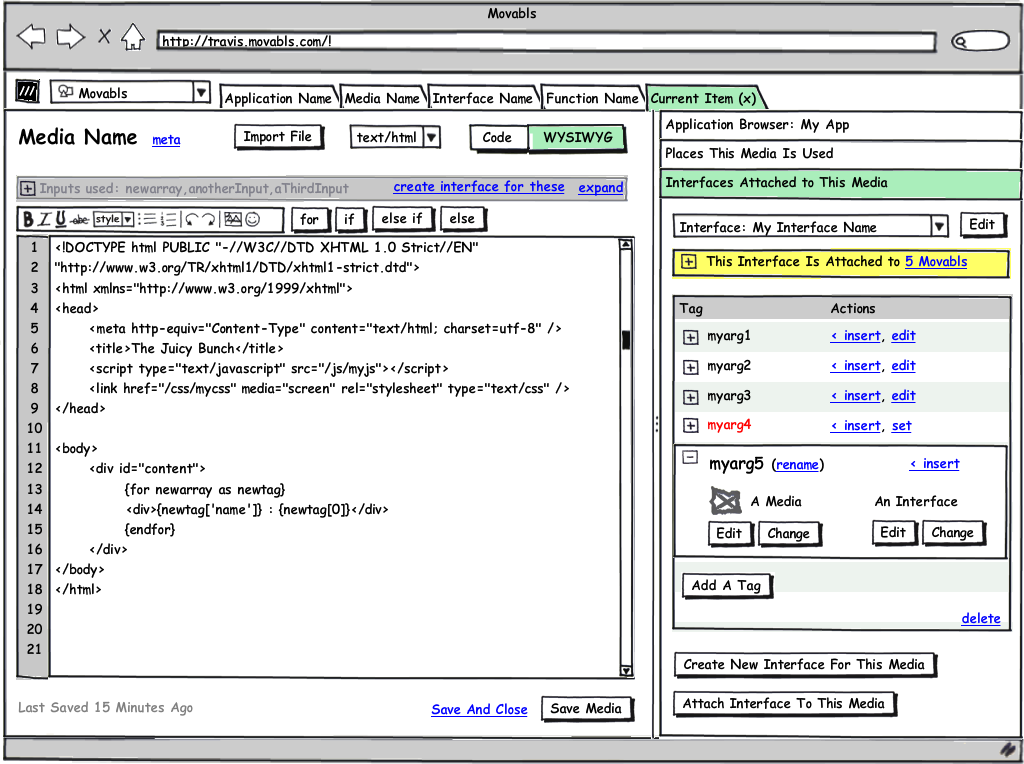 Movabls
http://travis.movabls.com/!
Movabls
Application Name
Media Name
Interface Name
Function Name
Current Item (x)
Media Name meta
Import File
text/html
Code
WYSIWYG
Inputs used: newarray,anotherInput,aThirdInput
create interface for these
expand
B I U abc style
for
if
else if
else
1 <!DOCTYPE html PUBLIC "-//W3C//DTD XHTML 1.0 Strict//EN"
2 "http://www.w3.org/TR/xhtml1/DTD/xhtml1-strict.dtd">
3 <html xmlns="http://www.w3.org/1999/xhtml">
4 <head>
5 <meta http-equiv="Content-Type" content="text/html; charset=utf-8" />
6 <title>The Juicy Bunch</title>
7 <script type="text/javascript" src="/js/myjs"></script>
8 <link href="/css/mycss" media="screen" rel="stylesheet" type="text/css" />
9 </head>
10
11 <body>
12 <div id="content">
13 {for newarray as newtag}
14 <div>{newtag['name']} : {newtag[0]}</div>
15 {endfor}
16 </div>
17 </body>
18 </html>
19
20
21
Last Saved 15 Minutes Ago
Save And Close
Save Media
Application Browser: My App
Places This Media Is Used
Interfaces Attached to This Media
Interface: My Interface Name
Edit
This Interface Is Attached to 5 Movabls
Tag Actions
myarg1 < insert, edit
myarg2 < insert, edit
myarg3 < insert, edit
myarg4 < insert, set
myarg5 (rename) < insert
A Media An Interface
Edit Change Edit Change
Add A Tag
delete
Create New Interface For This Media
Attach Interface To This Media